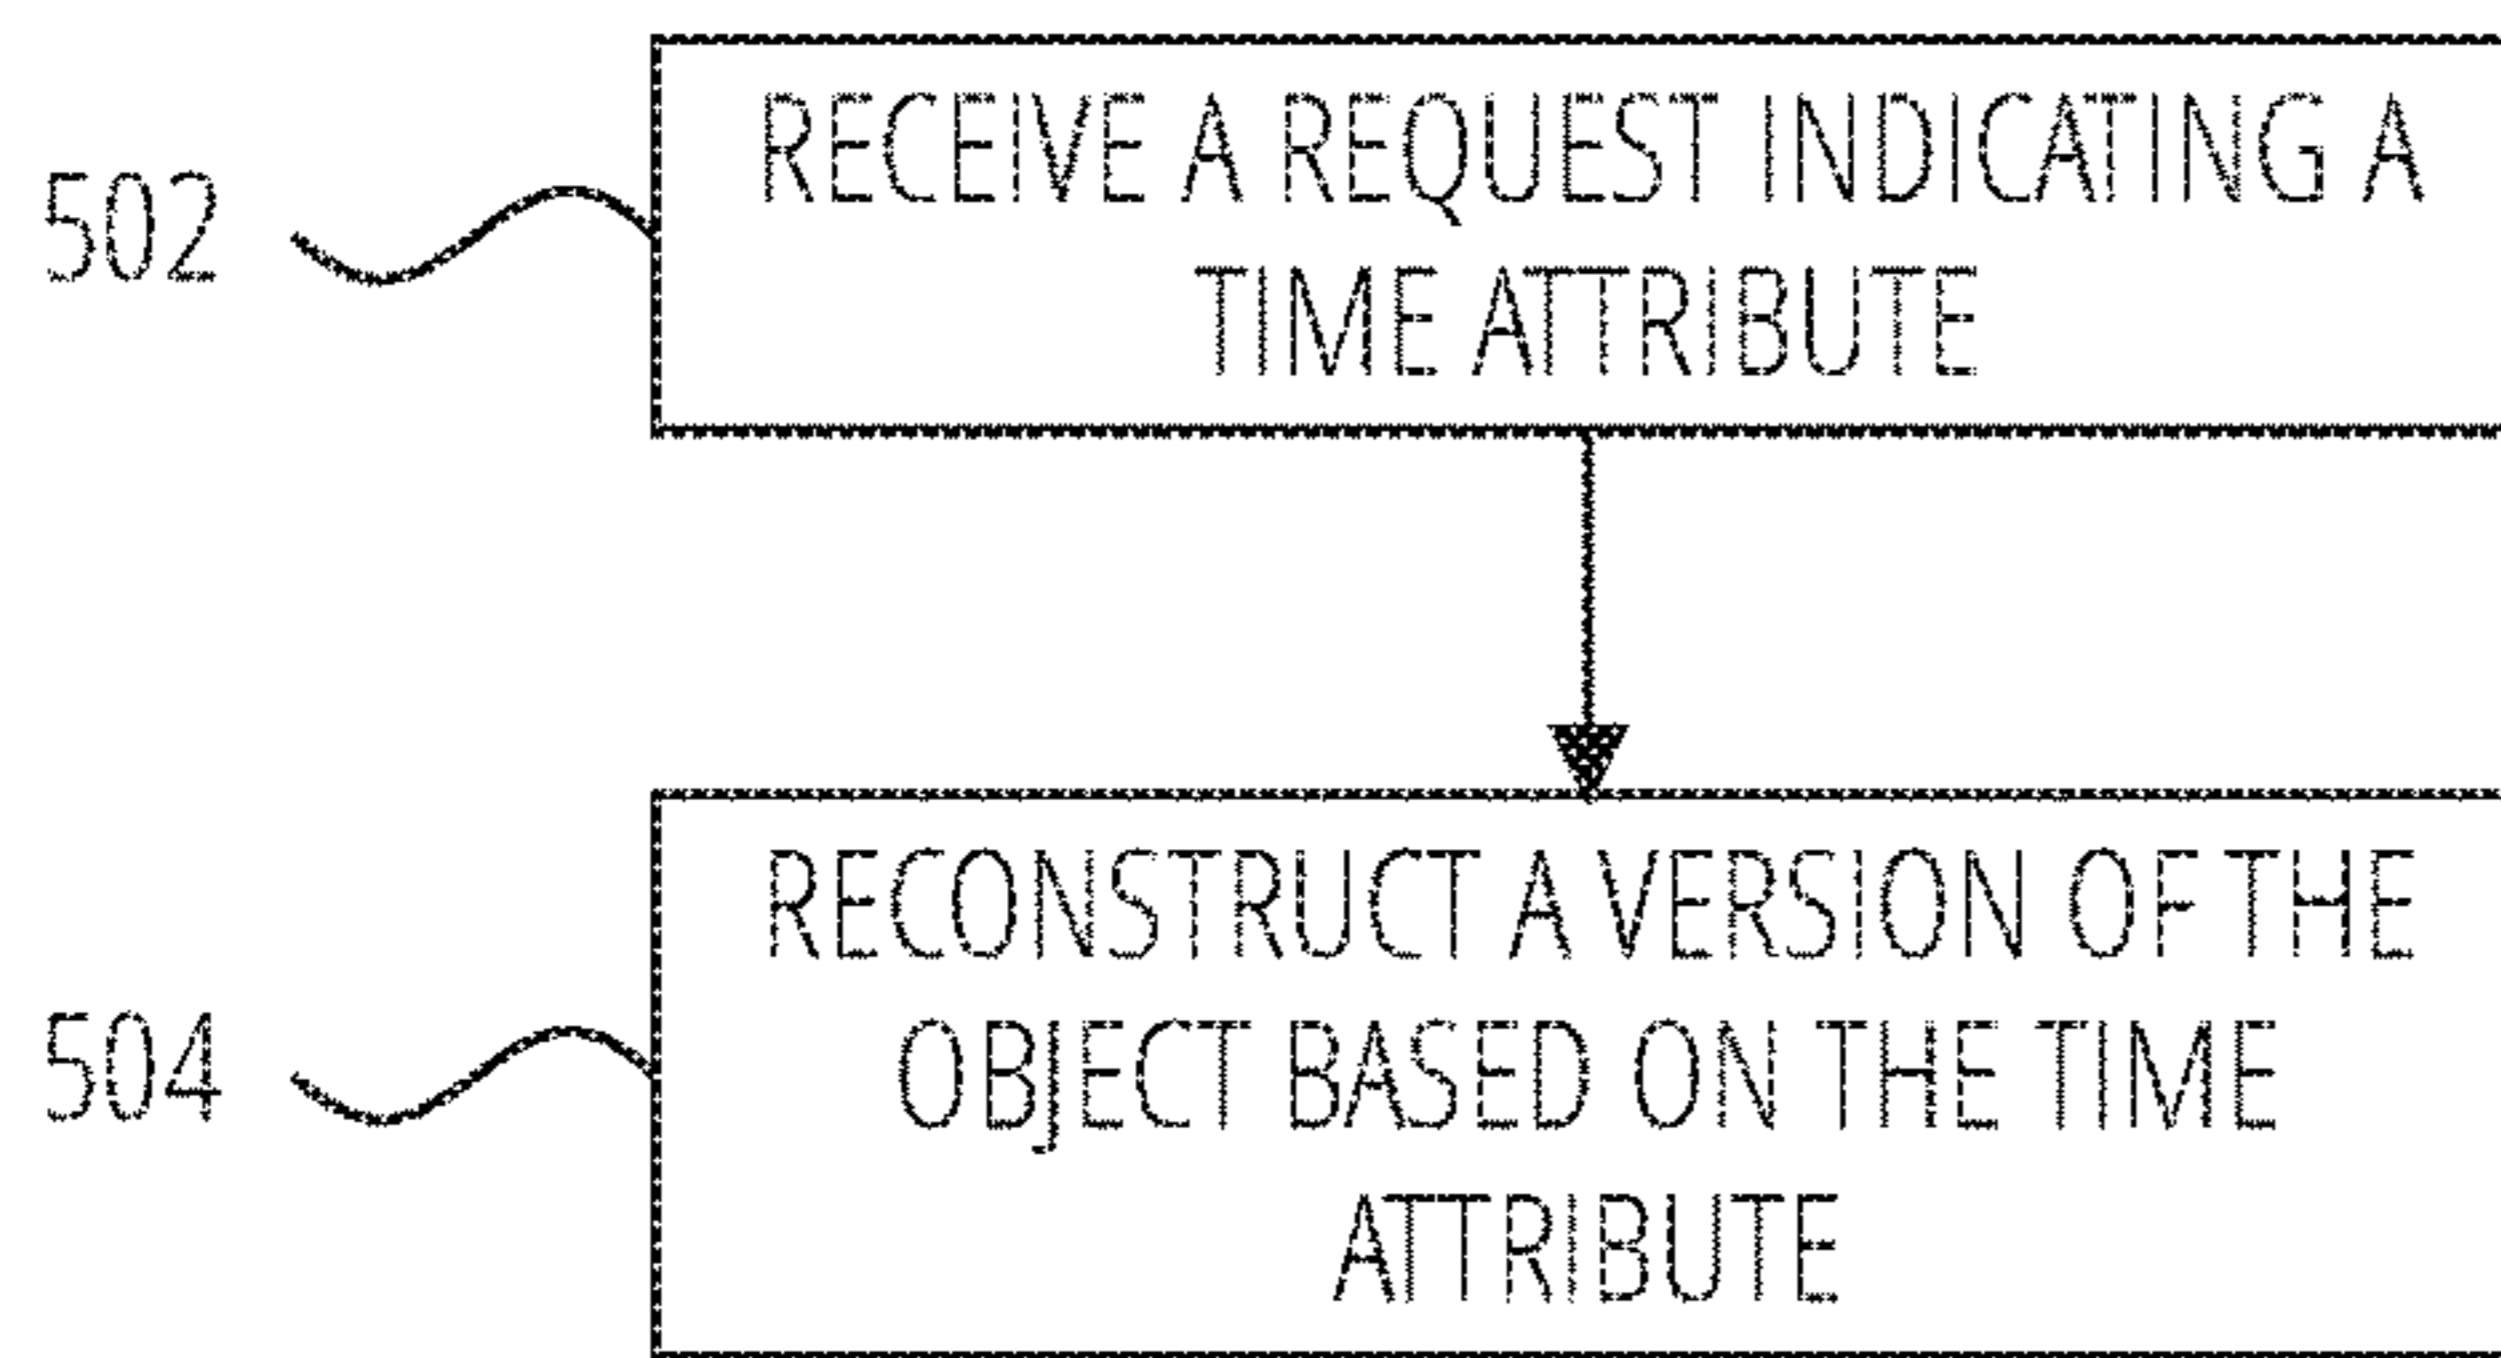 502
RECEIVE A REQUEST INDICATING A
TIME ATTRIBUTE
504
RECONSTRUCT A VERSION OF THE
OBJECT BASED ON THE TIME
ATTRIBUTE